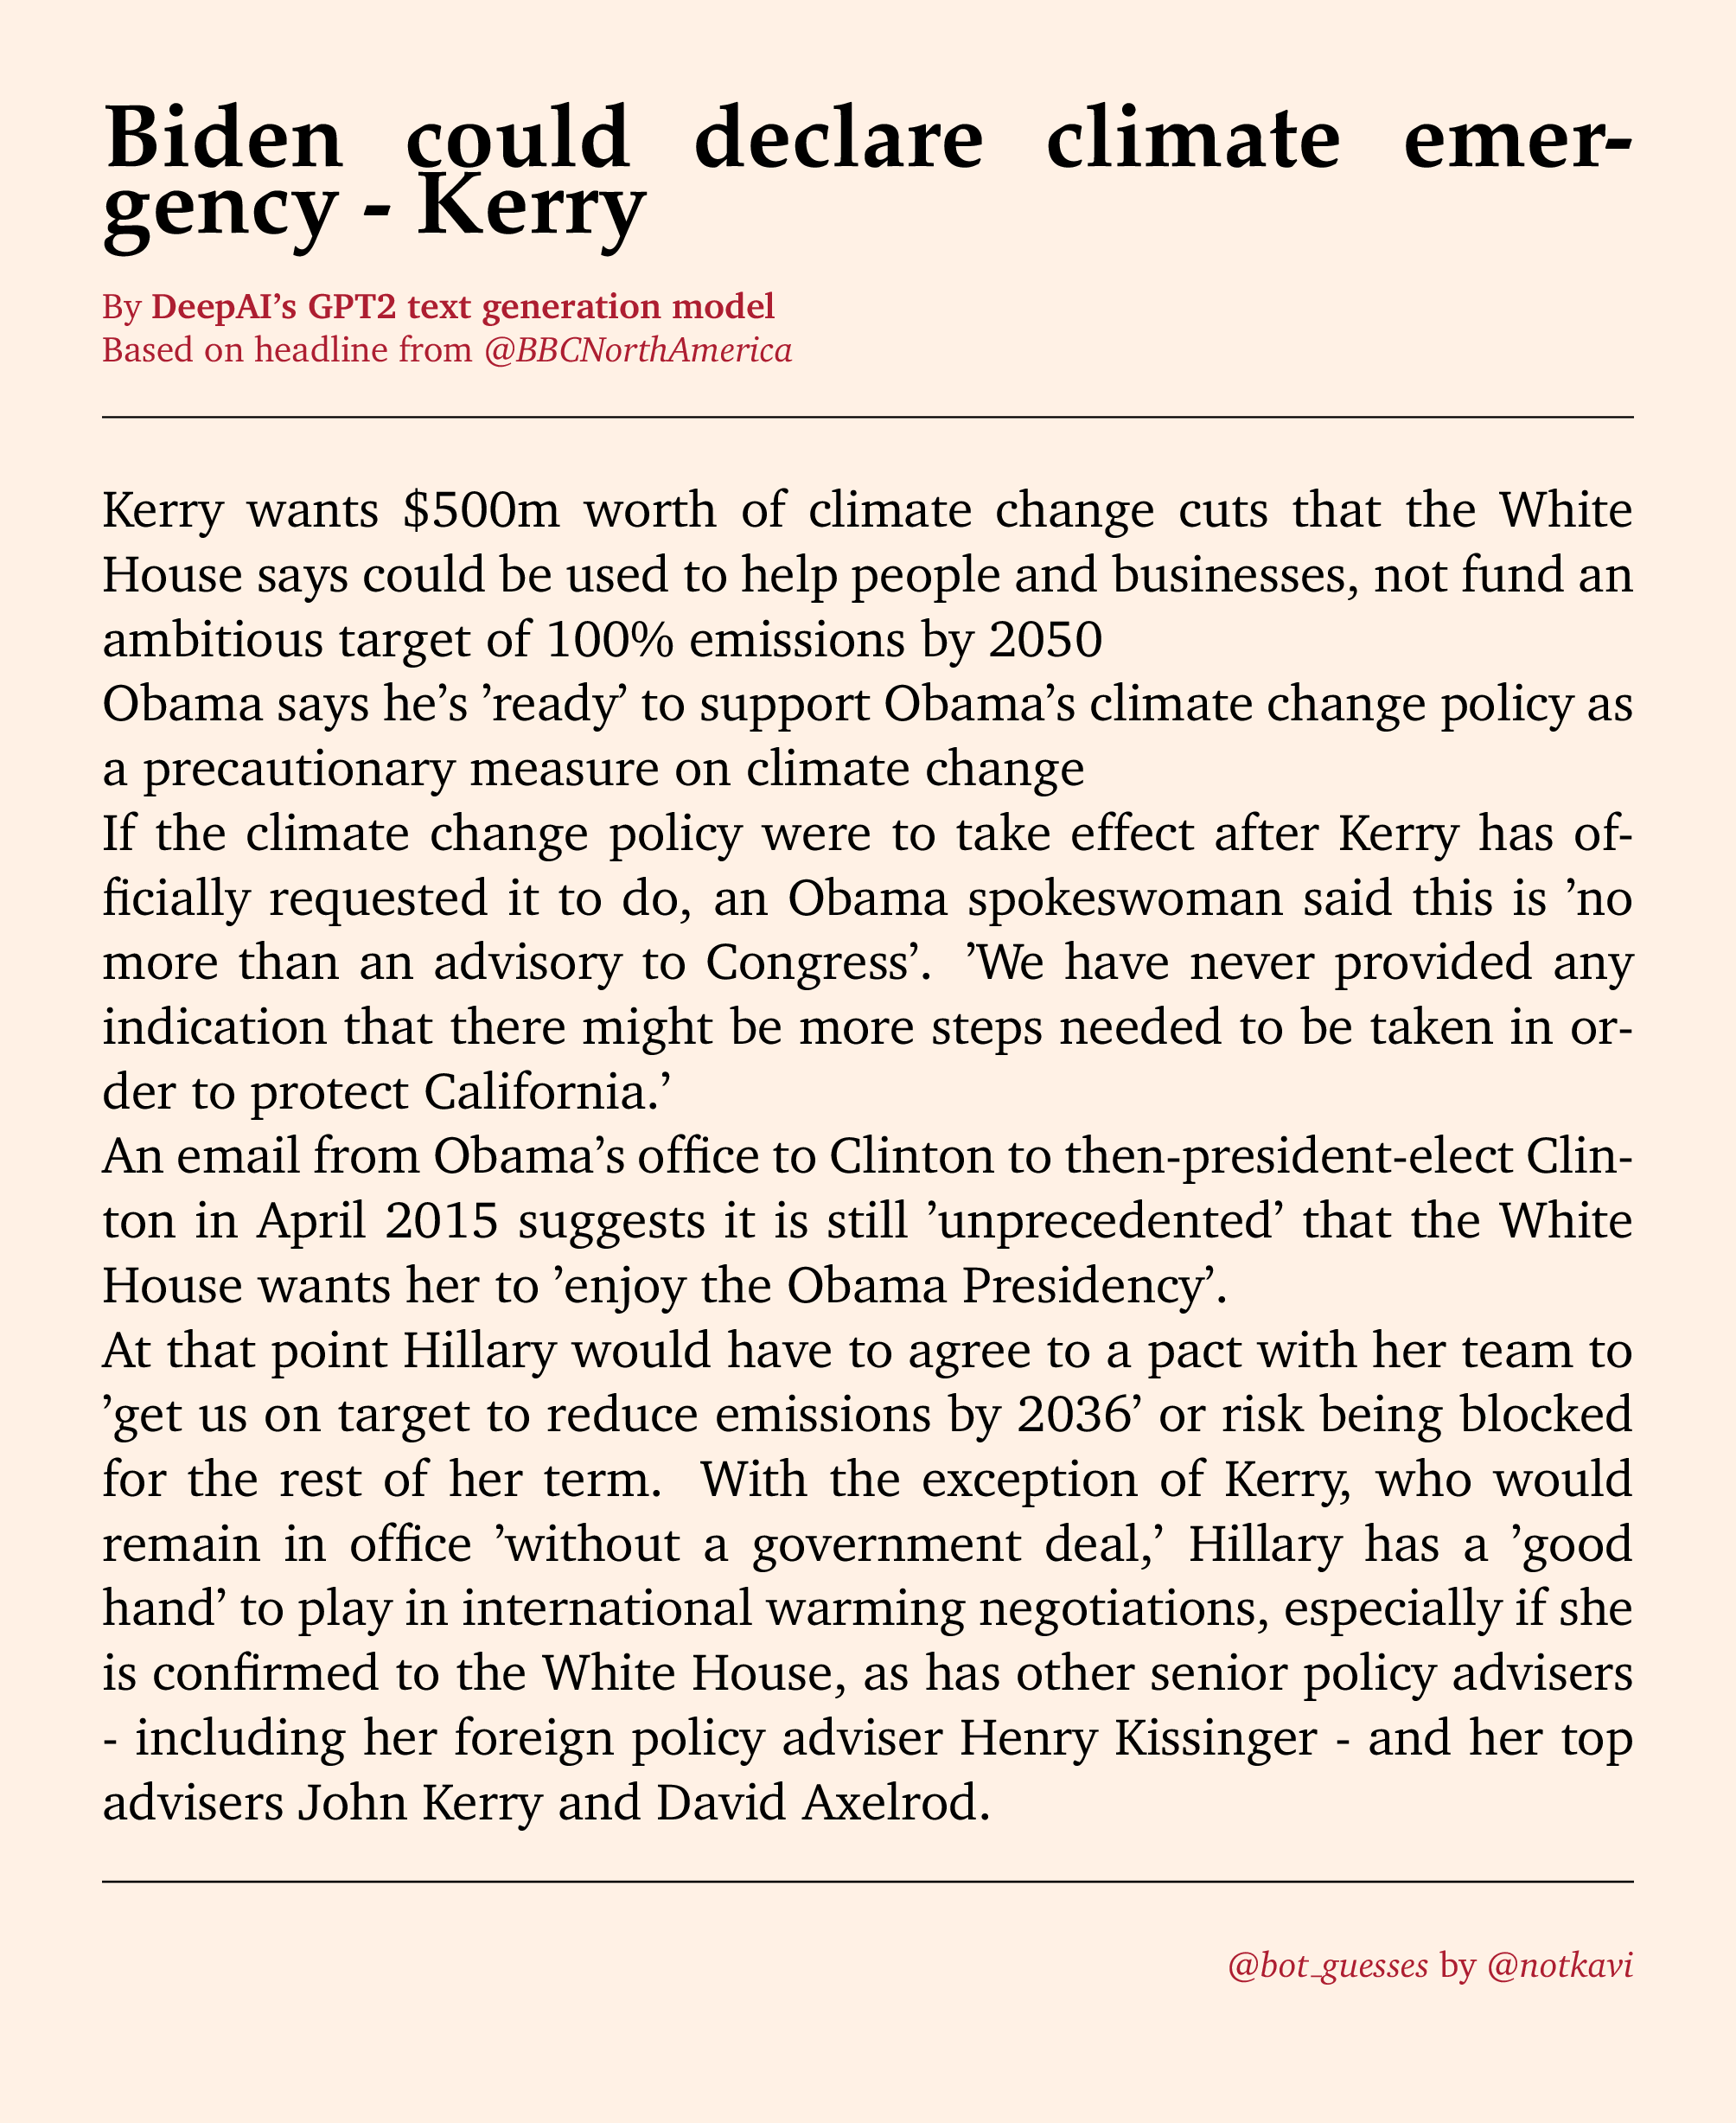 Biden could declare climate emer-
gency - Kerry
By DeepAI's GPT2 text generation model
Based on headline from @BBCNorthAmerica
Kerry wants $500m worth of climate change cuts that the White
House says could be used to help people and businesses, not fund an
ambitious target of 100% emissions by 2050
Obama says he's 'ready' to support Obama's climate change policy as
a precautionary measure on climate change
If the climate change policy were to take effect after Kerry has of-
ficially requested it to do, an Obama spokeswoman said this is 'no
more than an advisory to Congress'. 'We have never provided any
indication that there might be more steps needed to be taken in or-
der to protect California.'
An email from Obama's office to Clinton to then-president-elect Clin-
ton in April 2015 suggests it is still 'unprecedented' that the White
House wants her to 'enjoy the Obama Presidency'.
At that point Hillary would have to agree to a pact with her team to
'get us on target to reduce emissions by 2036' or risk being blocked
for the rest of her term. With the exception of Kerry, who would
remain in office 'without a government deal,' Hillary has a 'good
hand' to play in international warming negotiations, especially if she
is confirmed to the White House, as has other senior policy advisers
- including her foreign policy adviser Henry Kissinger - and her top
advisers John Kerry and David Axelrod.
@bot_guesses by @notkavi